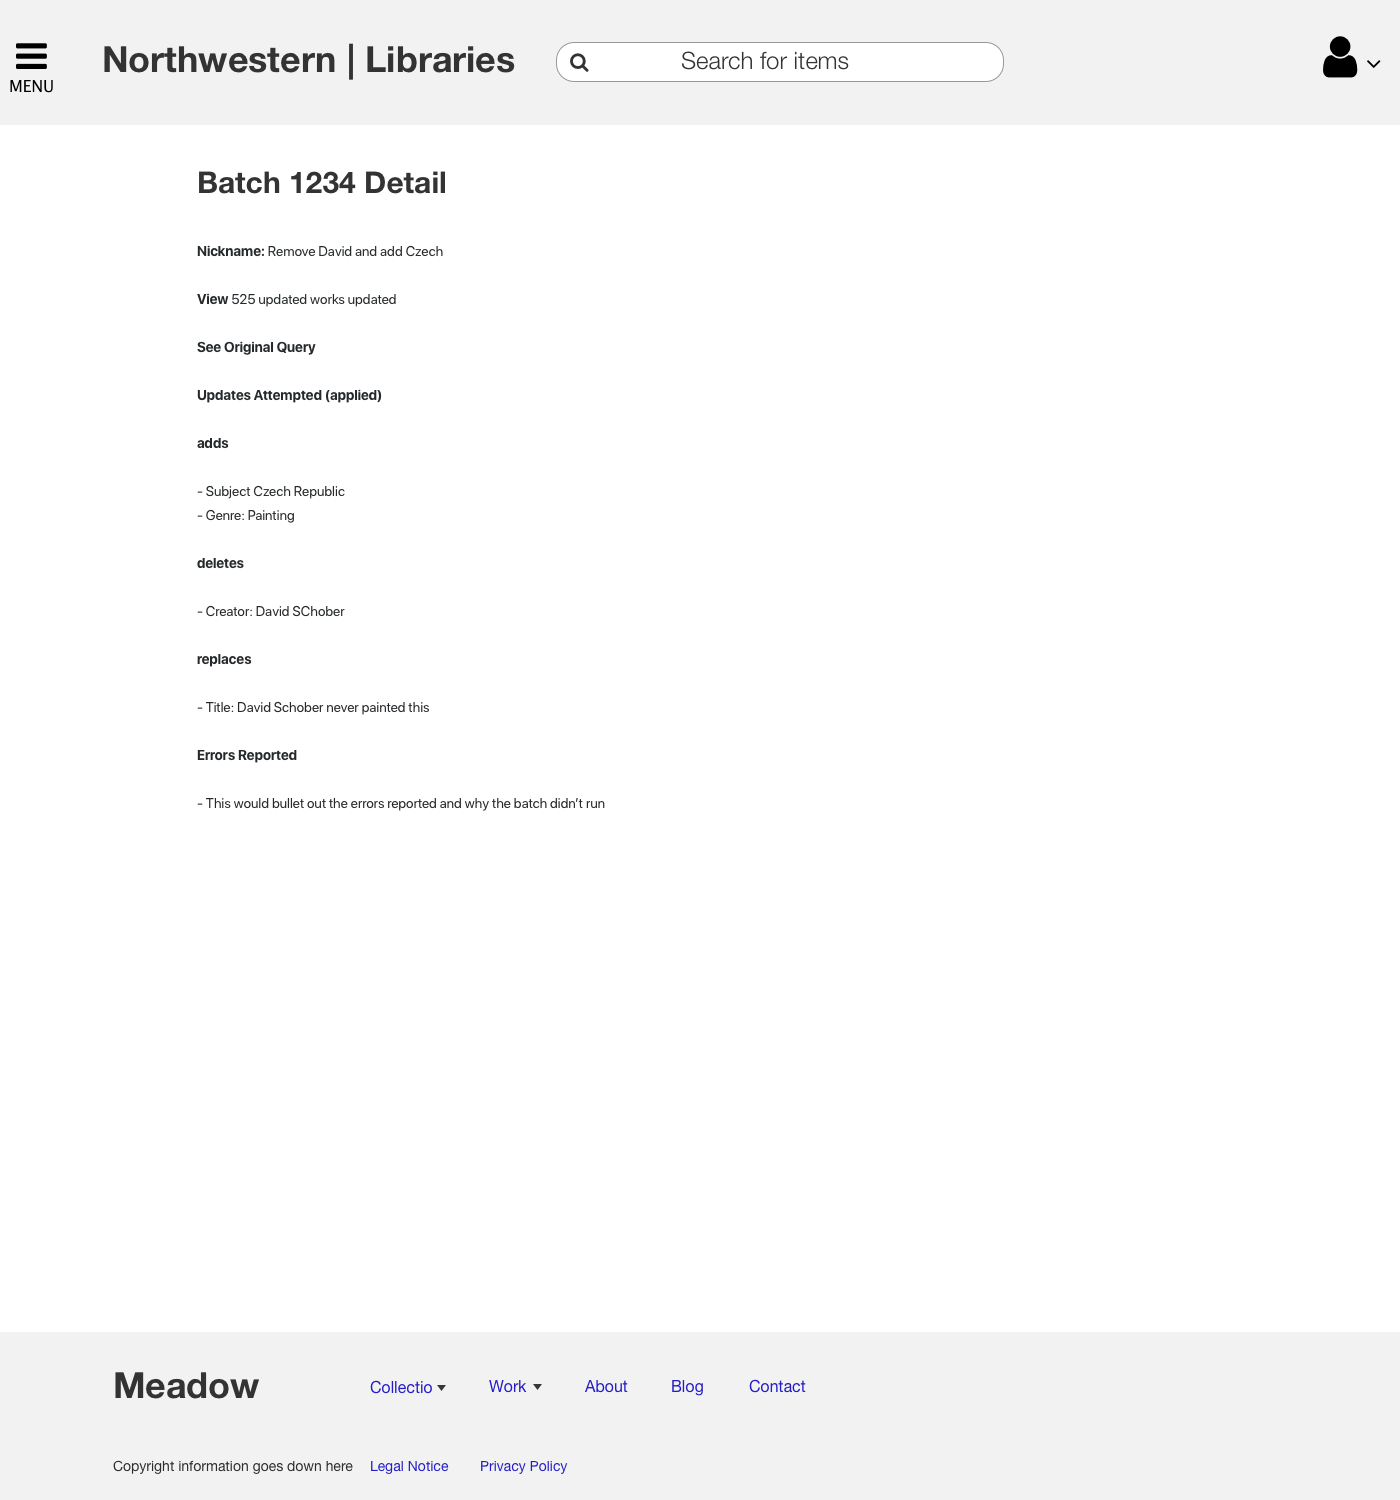 MENU
Northwestern | Libraries
Search for items
Batch 1234 Detail
Nickname: Remove David and add Czech
View 525 updated works updated
See Original Query
Updates Attempted (applied)
adds
- Subject Czech Republic
- Genre: Painting
deletes
- Creator: David SChober
replaces
- Title: David Schober never painted this
Errors Reported
- This would bullet out the errors reported and why the batch didn’t run
Meadow
Collectio
Work
About
Blog
Contact
Copyright information goes down here
Legal Notice
Privacy Policy